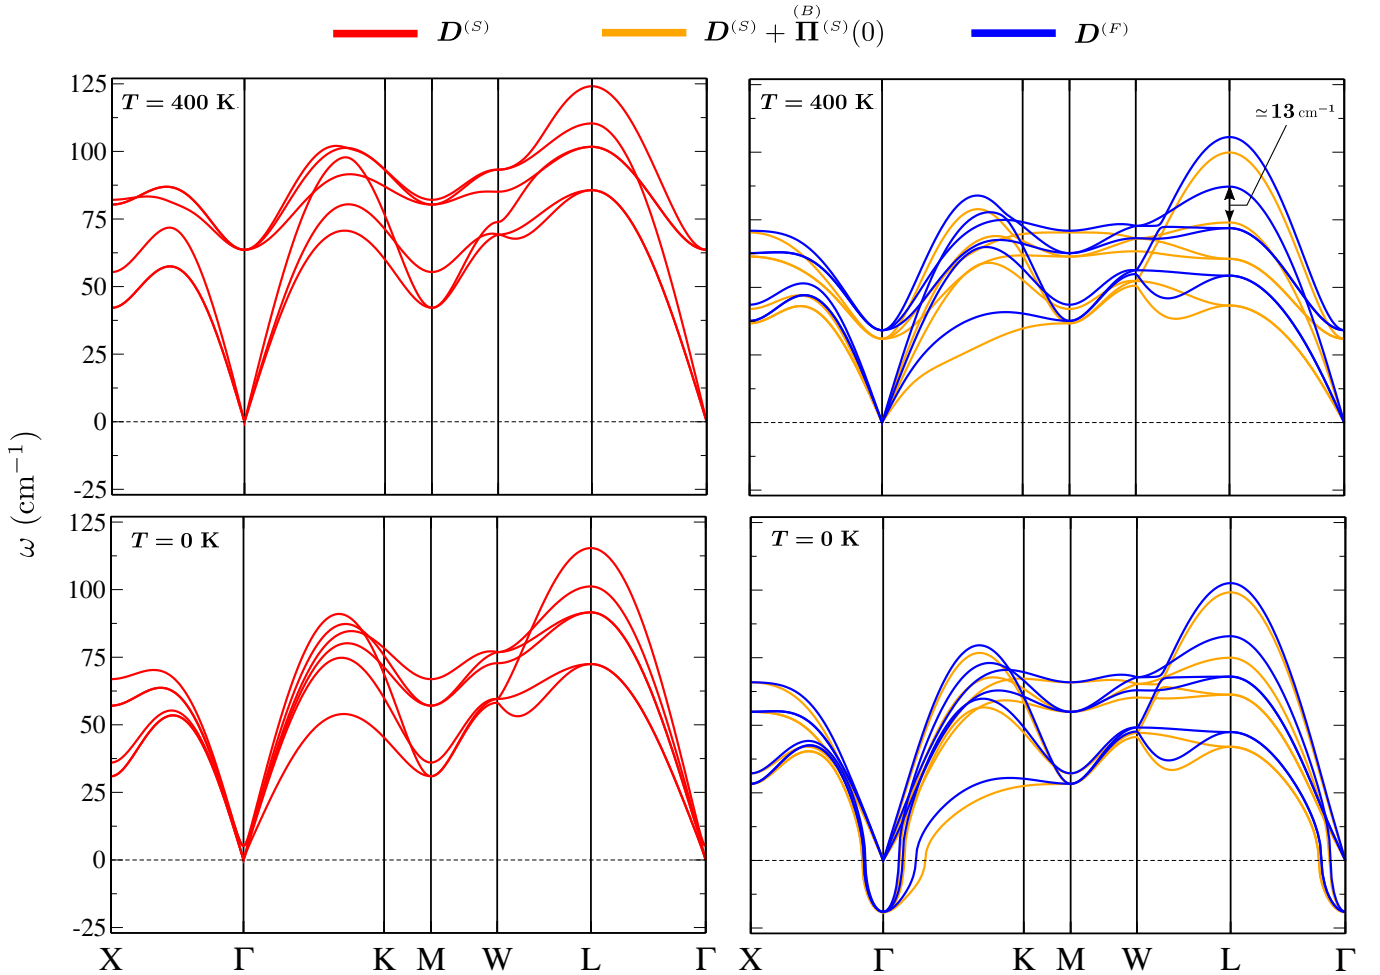 D(S) D(S) + (B)Π(S)(0) D(F)
T = 400 K T = 400 K
≃13 cm⁻¹
125
100
75
50
25
0
-25
ω (cm⁻¹)
T = 0 K T = 0 K
125
100
75
50
25
0
-25
X Γ K M W L Γ X Γ K M W L Γ